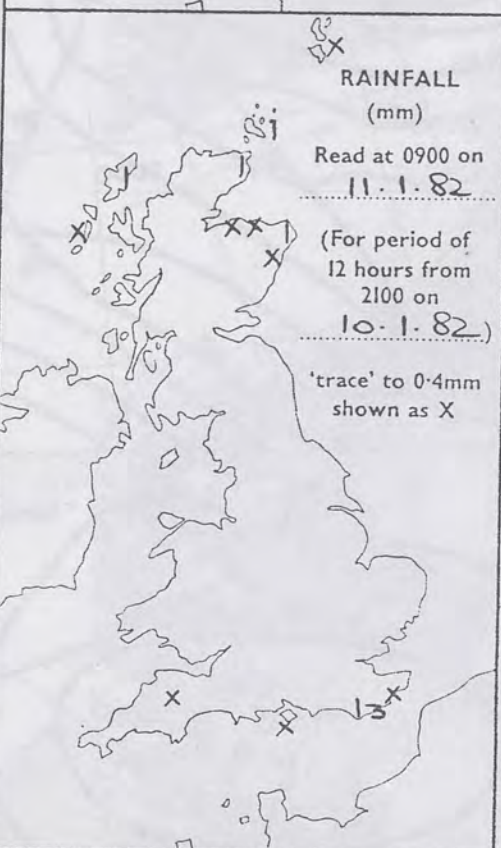 X
RAINFALL
(mm)
Read at 0900 on
11.1.82
(For period of
12 hours from
2100 on
10.1.82)
'trace' to 0·4mm
shown as X
1
1
1
X
X X 1
X
X
X
13
X